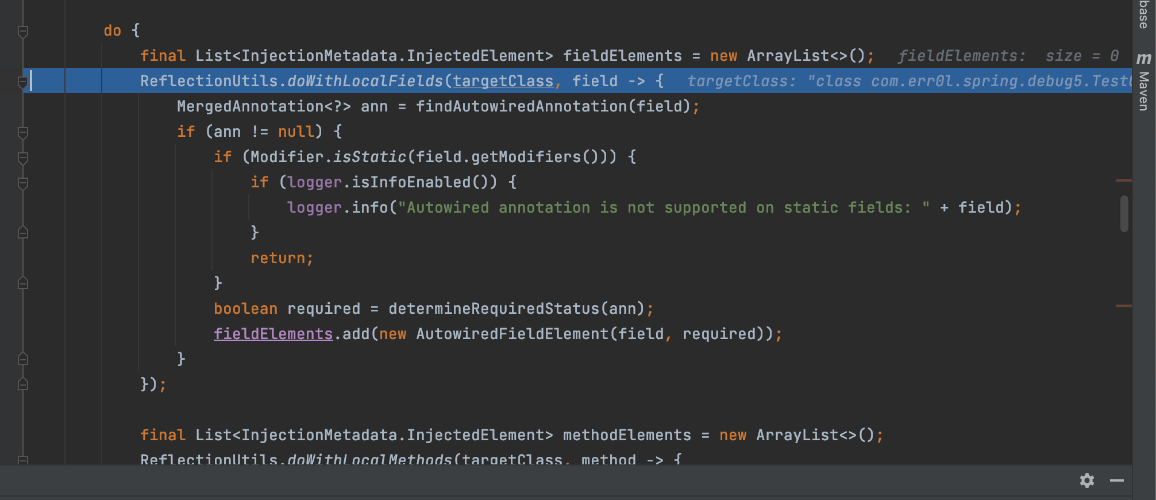 do {
final List<InjectionMetadata.InjectedElement> fieldElements = new ArrayList<>();   fieldElements:  size = 0
ReflectionUtils.doWithLocalFields(targetClass, field -> {   targetClass: "class com.err0l.spring.debug5.Test
MergedAnnotation<?> ann = findAutowiredAnnotation(field);
if (ann != null) {
if (Modifier.isStatic(field.getModifiers())) {
if (logger.isInfoEnabled()) {
logger.info("Autowired annotation is not supported on static fields: " + field);
}
return;
}
boolean required = determineRequiredStatus(ann);
fieldElements.add(new AutowiredFieldElement(field, required));
}
});
final List<InjectionMetadata.InjectedElement> methodElements = new ArrayList<>();
ReflectionUtils.doWithLocalMethods(targetClass, method -> {
base
m
Maven